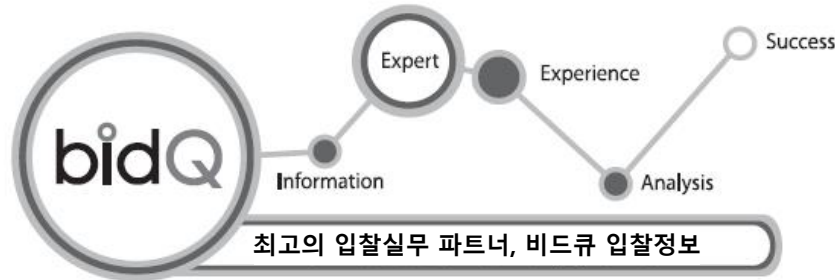 bidQ
Information
Expert
Experience
Analysis
Success
최고의 입찰실무 파트너, 비드큐 입찰정보